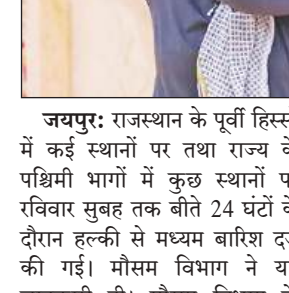 जयपुर: राजस्थान के पूर्वी हिस्सों
में कई स्थानों पर तथा राज्य के
पश्चिमी भागों में कुछ स्थानों प
रविवार सुबह तक बीते 24 घंटों के
दौरान हल्की से मध्यम बारिश द
की गई। मौसम विभाग ने य